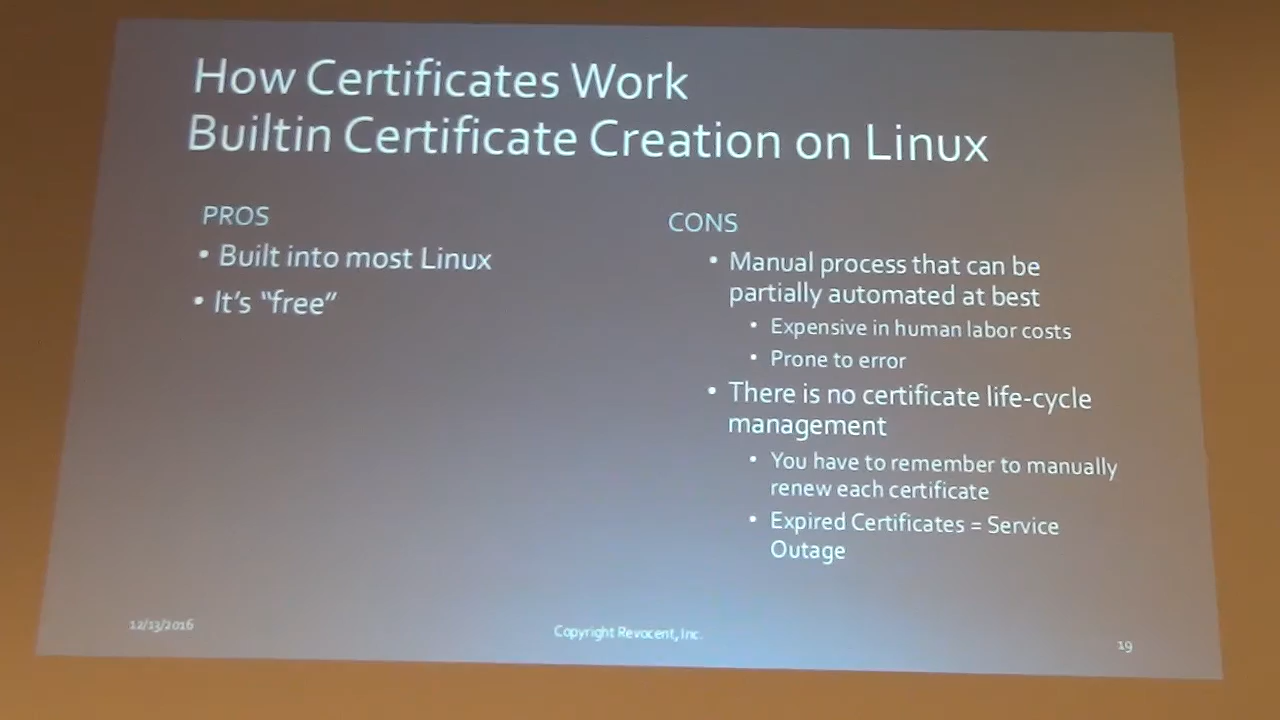 How Certificates Work
Builtin Certificate Creation on Linux
PROS
• Built into most Linux
• It's "free"
CONS
• Manual process that can be
partially automated at best
• Expensive in human labor costs
• Prone to error
• There is no certificate life-cycle
management
• You have to remember to manually
renew each certificate
• Expired Certificates = Service
Outage
12/13/2016
Copyright Revocent, Inc.
19